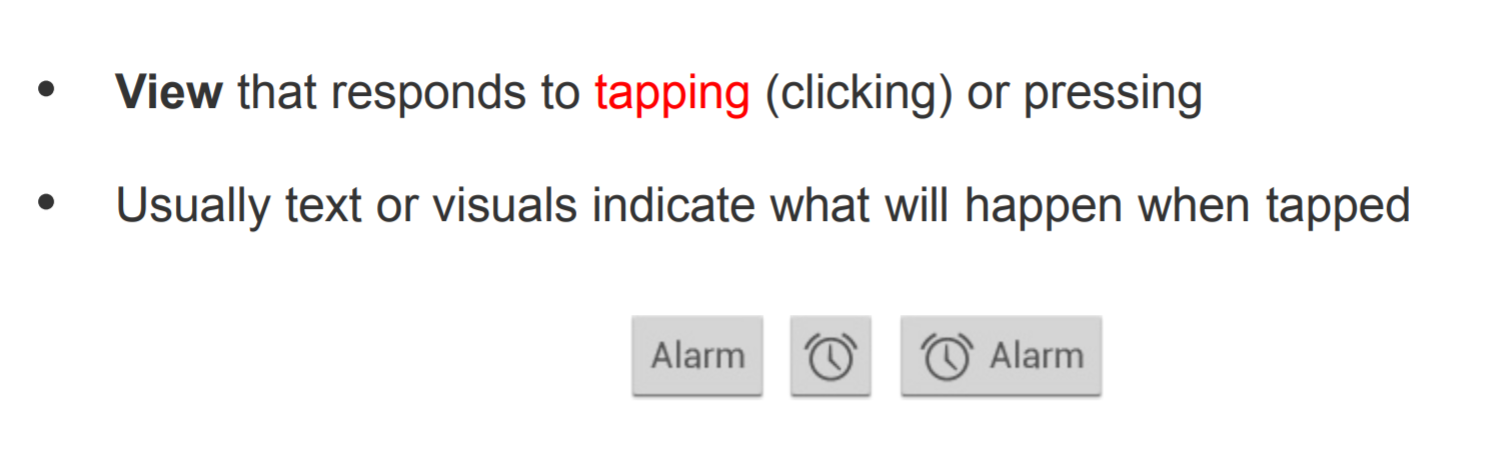 • View that responds to tapping (clicking) or pressing
• Usually text or visuals indicate what will happen when tapped
Alarm Alarm